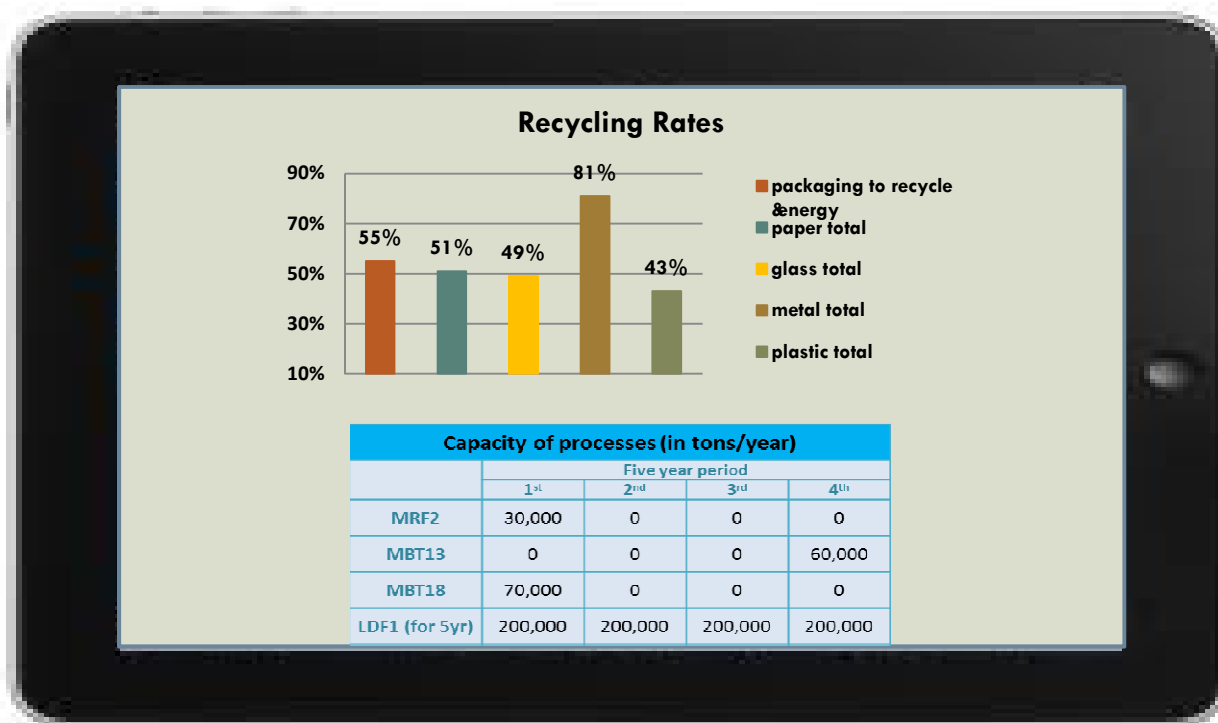 Recycling Rates
90%
70%
50%
30%
10%
55%
51%
49%
81%
43%
packaging to recycle
&energy
paper total
glass total
metal total
plastic total
Capacity of processes (in tons/year)
Five year period
1st 2nd 3rd 4th
MRF2 30,000 0 0 0
MBT13 0 0 0 60,000
MBT18 70,000 0 0 0
LDF1 (for 5yr) 200,000 200,000 200,000 200,000